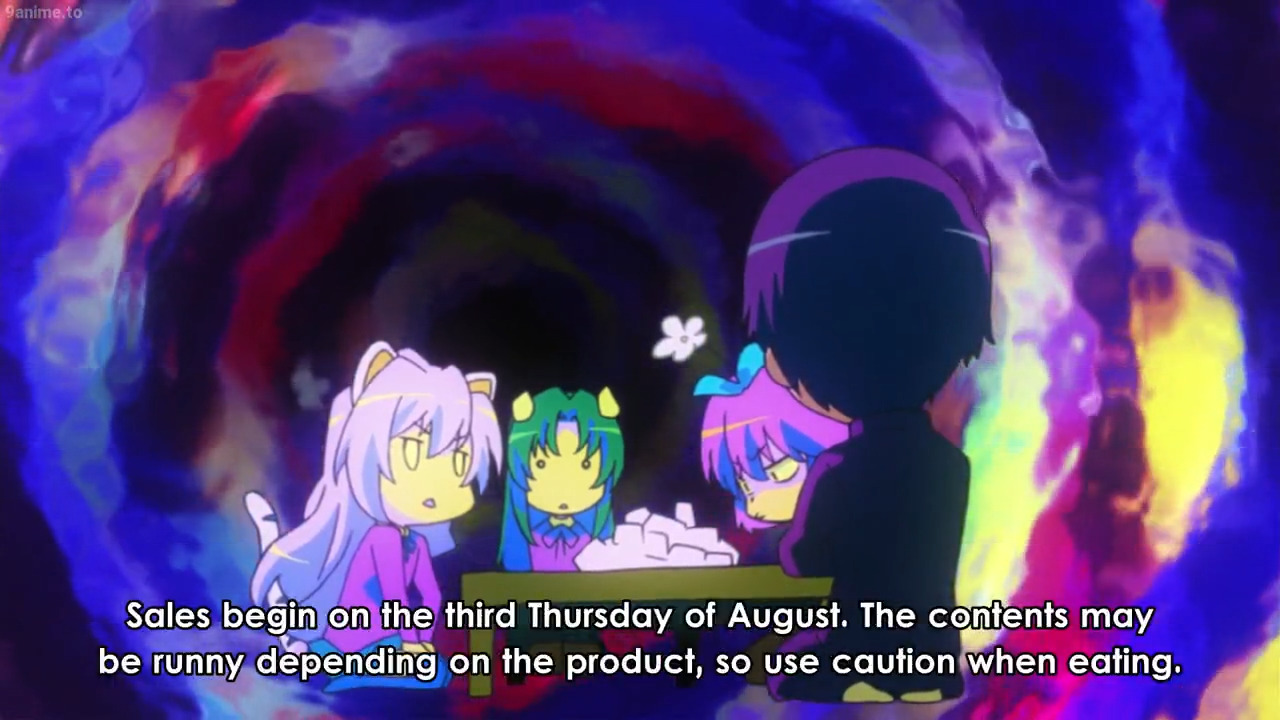 9anime.to
Sales begin on the third Thursday of August. The contents may
be runny depending on the product, so use caution when eating.